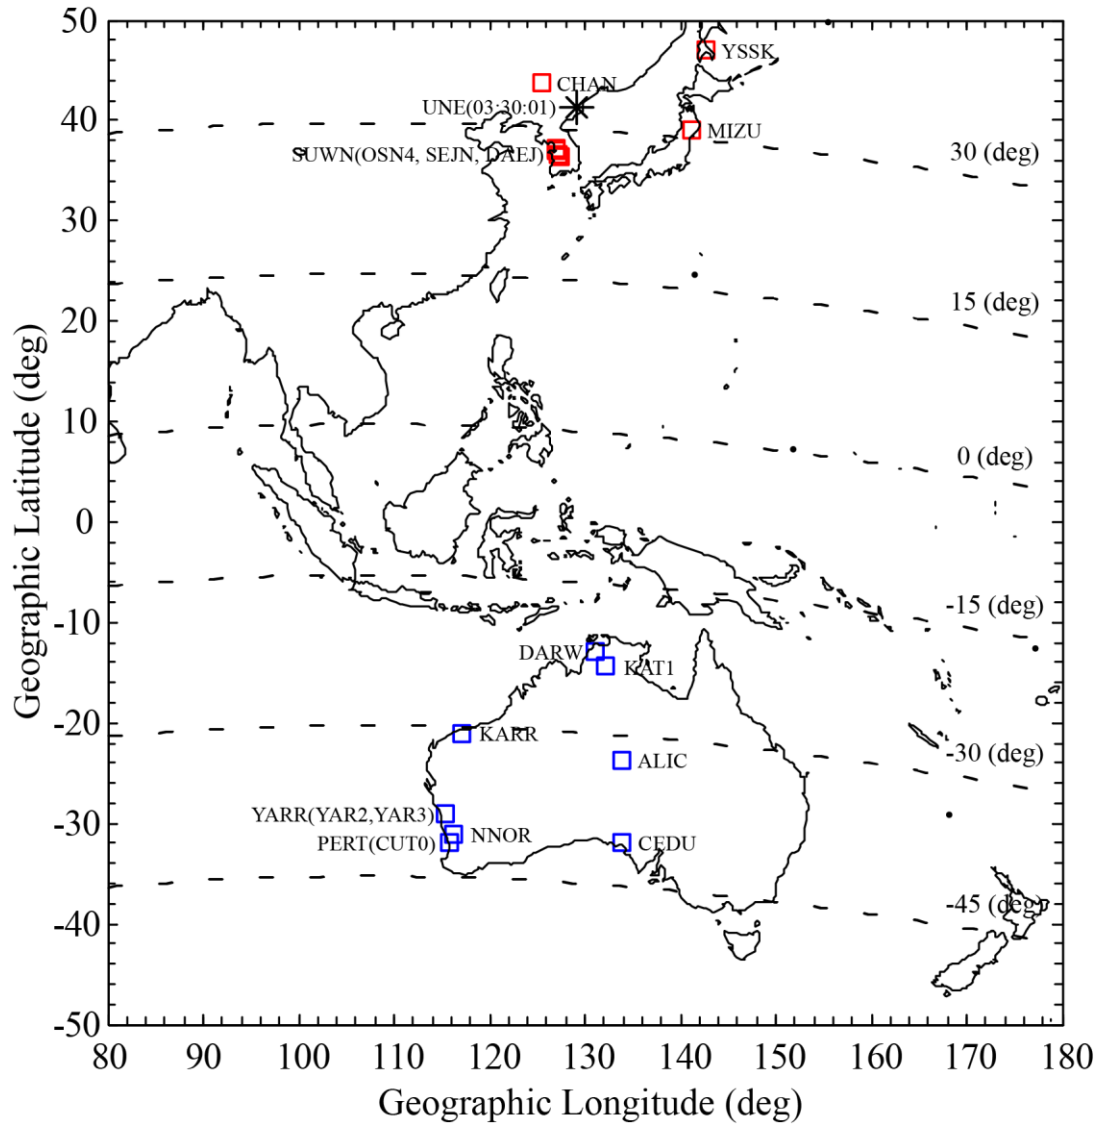 50
YSSK
CHAN
UNE(03:30:01)
40
MIZU
SUWN(OSN4, SEJN, DAEJ)
30 (deg)
30
15 (deg)
20
10
0 (deg)
0
-15 (deg)
-10
DARW
KAT1
-20
KARR
-30 (deg)
ALIC
YARR(YAR2,YAR3)
-30
NNOR
PERT(CUT0)
CEDU
-45 (deg)
-40
-50
80 90 100 110 120 130 140 150 160 170 180
Geographic Longitude (deg)
Geographic Latitude (deg)